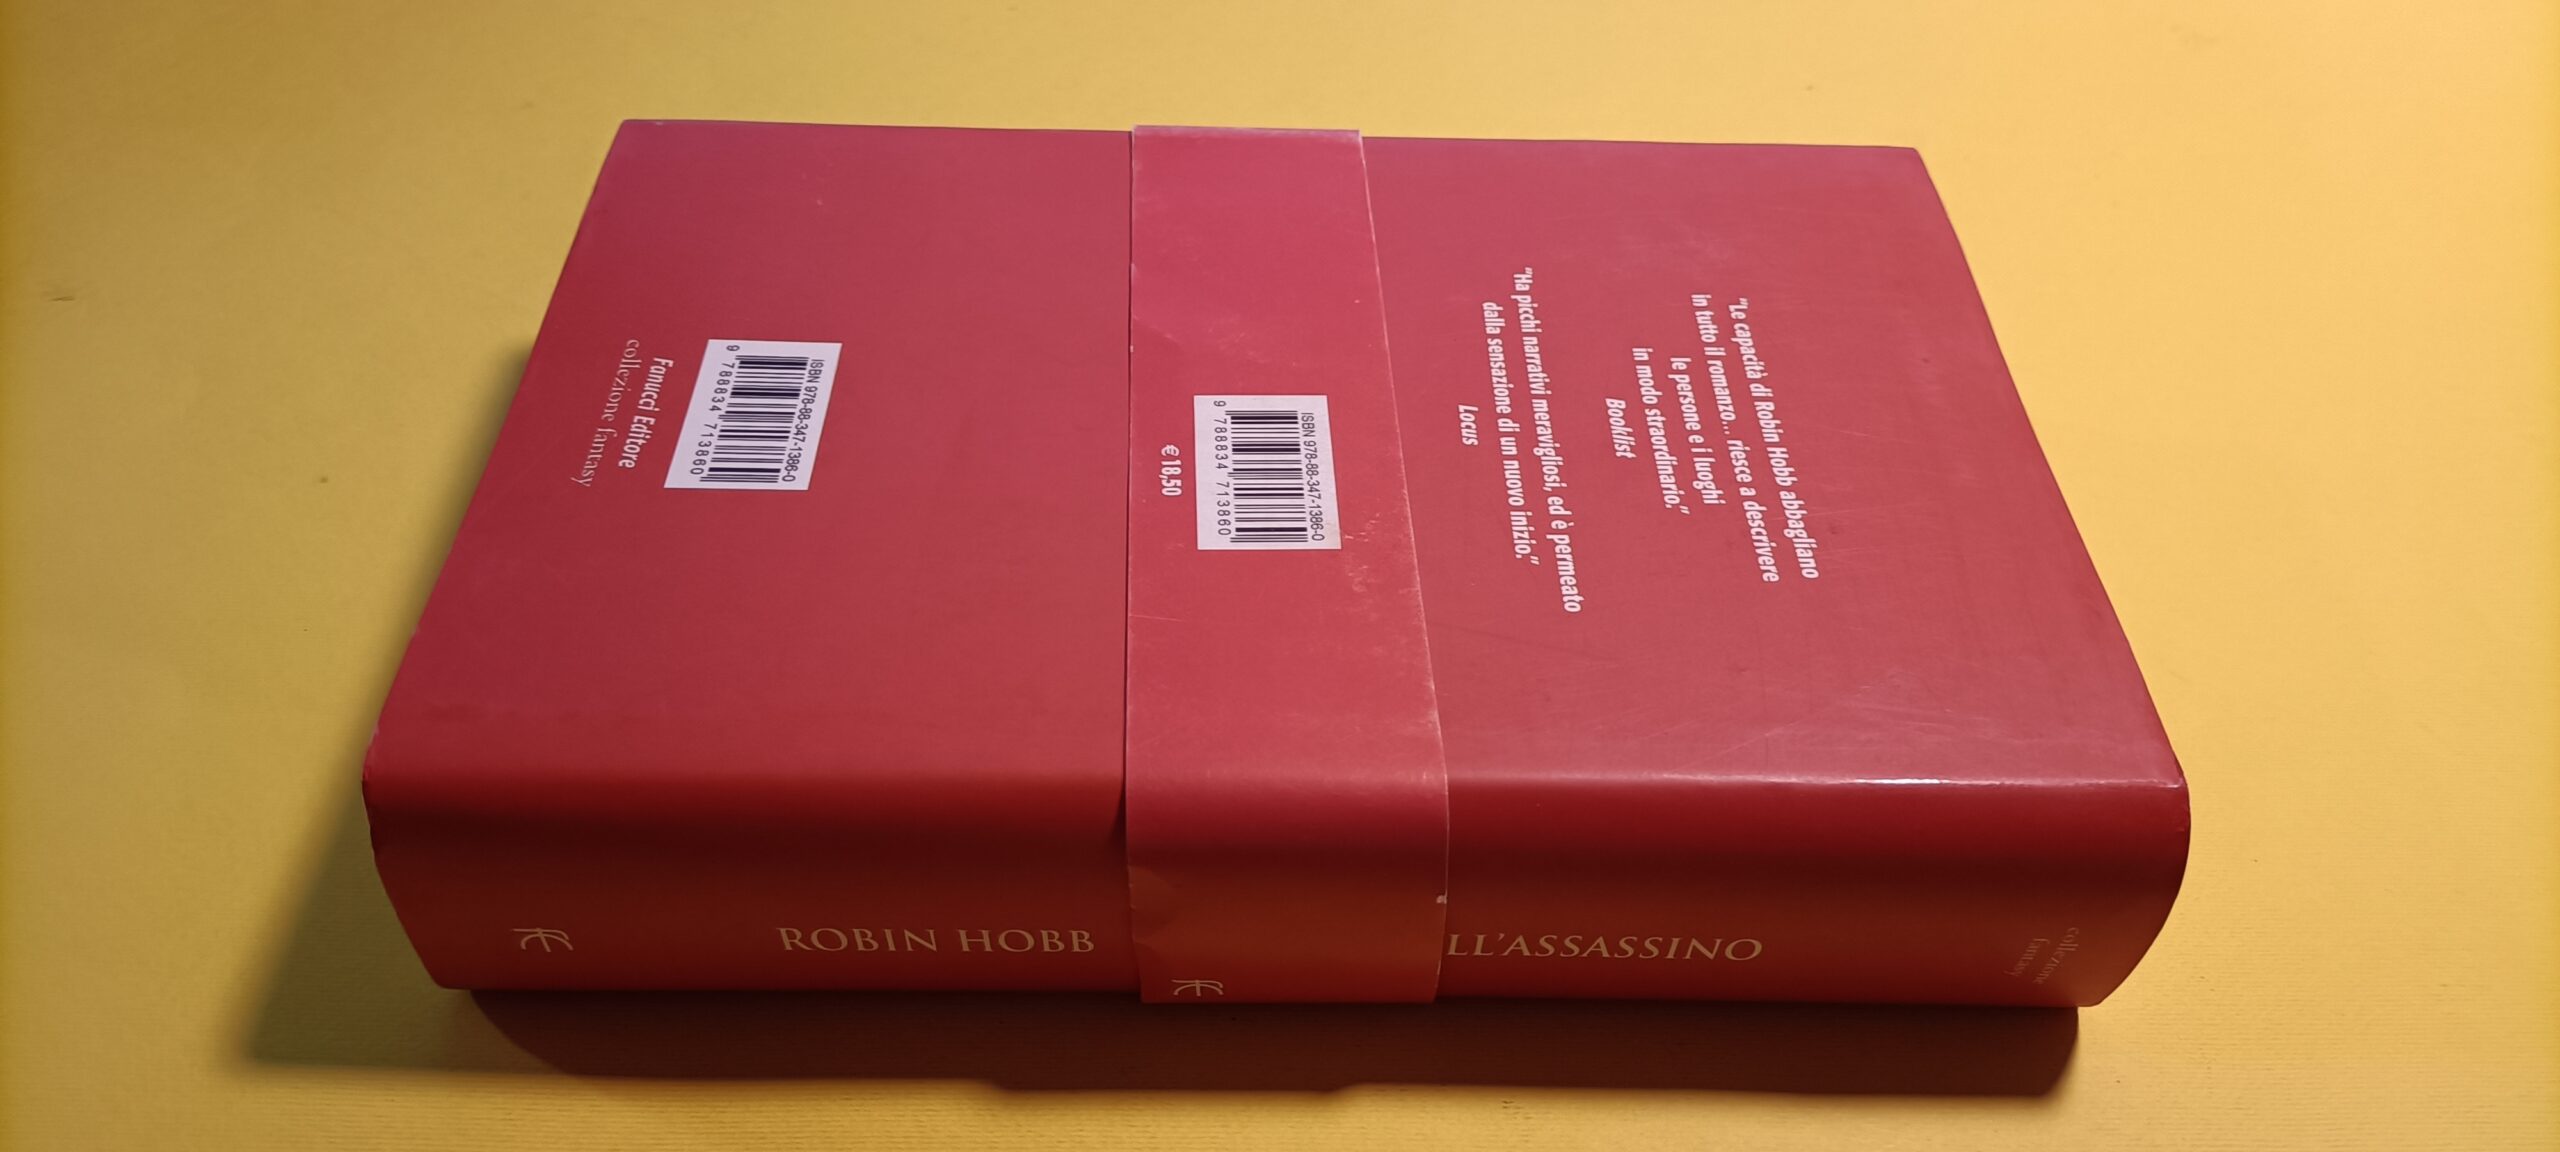 "Le capacità di Robin Hobb abbagliano
in tutto il romanzo... riesce a descrivere
le persone e i luoghi
in modo straordinario."
Booklist
"Ha picchi narrativi meravigliosi, ed è permeato
dalla sensazione di un nuovo inizio."
Locus
ISBN 978-88-347-1386-0
9 788834 713860
€ 18,50
ISBN 978-88-347-1386-0
9 788834 713860
Fanucci Editore
collezione fantasy
ROBIN HOBB
LL'ASSASSINO
collezione
fantasy